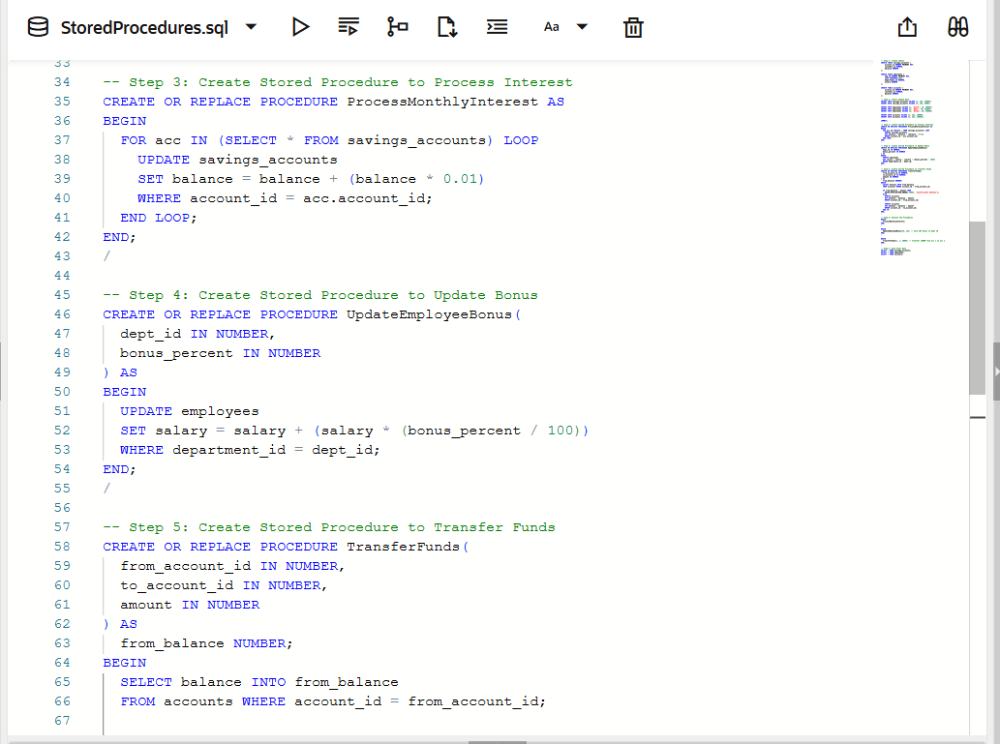 StoredProcedures.sql
Aa
33
34 -- Step 3: Create Stored Procedure to Process Interest
35 CREATE OR REPLACE PROCEDURE ProcessMonthlyInterest AS
36 BEGIN
37 FOR acc IN (SELECT * FROM savings_accounts) LOOP
38 UPDATE savings_accounts
39 SET balance = balance + (balance * 0.01)
40 WHERE account_id = acc.account_id;
41 END LOOP;
42 END;
43 /
44
45 -- Step 4: Create Stored Procedure to Update Bonus
46 CREATE OR REPLACE PROCEDURE UpdateEmployeeBonus(
47 dept_id IN NUMBER,
48 bonus_percent IN NUMBER
49 ) AS
50 BEGIN
51 UPDATE employees
52 SET salary = salary + (salary * (bonus_percent / 100))
53 WHERE department_id = dept_id;
54 END;
55 /
56
57 -- Step 5: Create Stored Procedure to Transfer Funds
58 CREATE OR REPLACE PROCEDURE TransferFunds(
59 from_account_id IN NUMBER,
60 to_account_id IN NUMBER,
61 amount IN NUMBER
62 ) AS
63 from_balance NUMBER;
64 BEGIN
65 SELECT balance INTO from_balance
66 FROM accounts WHERE account_id = from_account_id;
67